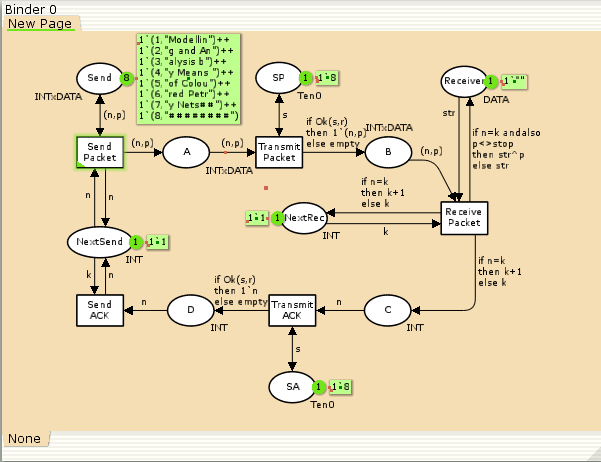 Binder 0
New Page
1`(1,"Modellin")++
1`(2,"g and An")++
1`(3,"alysis b")++
1`(4,"y Means ")++
1`(5,"of Colou")++
1`(6,"red Petr")++
1`(7,"y Nets##")++
1`(8,"########")
Send
8
INTxDATA
(n,p)
SP
1
1`8
Ten0
s
Receiver
1
1`""
DATA
str
if n=k andalso
p<>stop
then str^p
else str
Send
Packet
(n,p)
A
(n,p)
INTxDATA
Transmit
Packet
if Ok(s,r)
then 1`(n,p)
else empty
INTxDATA
B
(n,p)
n
n
1`1
1
NextRec
INT
if n=k
then k+1
else k
k
Receive
Packet
NextSend
1
1`1
INT
k
n
if n=k
then k+1
else k
Send
ACK
n
D
INT
if Ok(s,r)
then 1`n
else empty
Transmit
ACK
n
C
INT
s
SA
1
1`8
Ten0
None